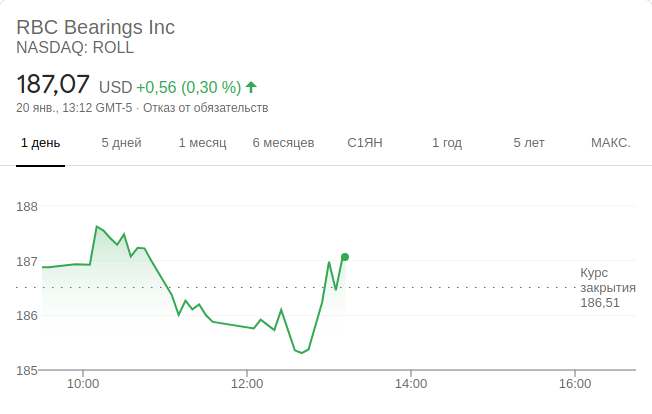 RBC Bearings Inc
NASDAQ: ROLL
187,07 USD +0,56 (0,30 %)
20 янв., 13:12 GMT-5 · Отказ от обязательств
1 день 5 дней 1 месяц 6 месяцев С1ЯН 1 год 5 лет МАКС.
188
187
Курс
закрытия
186,51
186
185
10:00 12:00 14:00 16:00